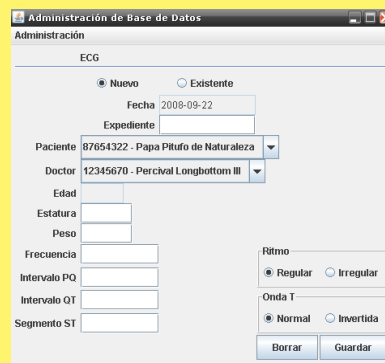 Administración de Base de Datos
Administración
ECG
Nuevo Existente
Fecha 2008-09-22
Expediente
Paciente 87654322 - Papa Pitufo de Naturaleza
Doctor 12345670 - Percival Longbottom III
Edad
Estatura
Peso
Frecuencia
Intervalo PQ
Intervalo QT
Segmento ST
Ritmo
Regular Irregular
Onda T
Normal Invertida
Borrar Guardar